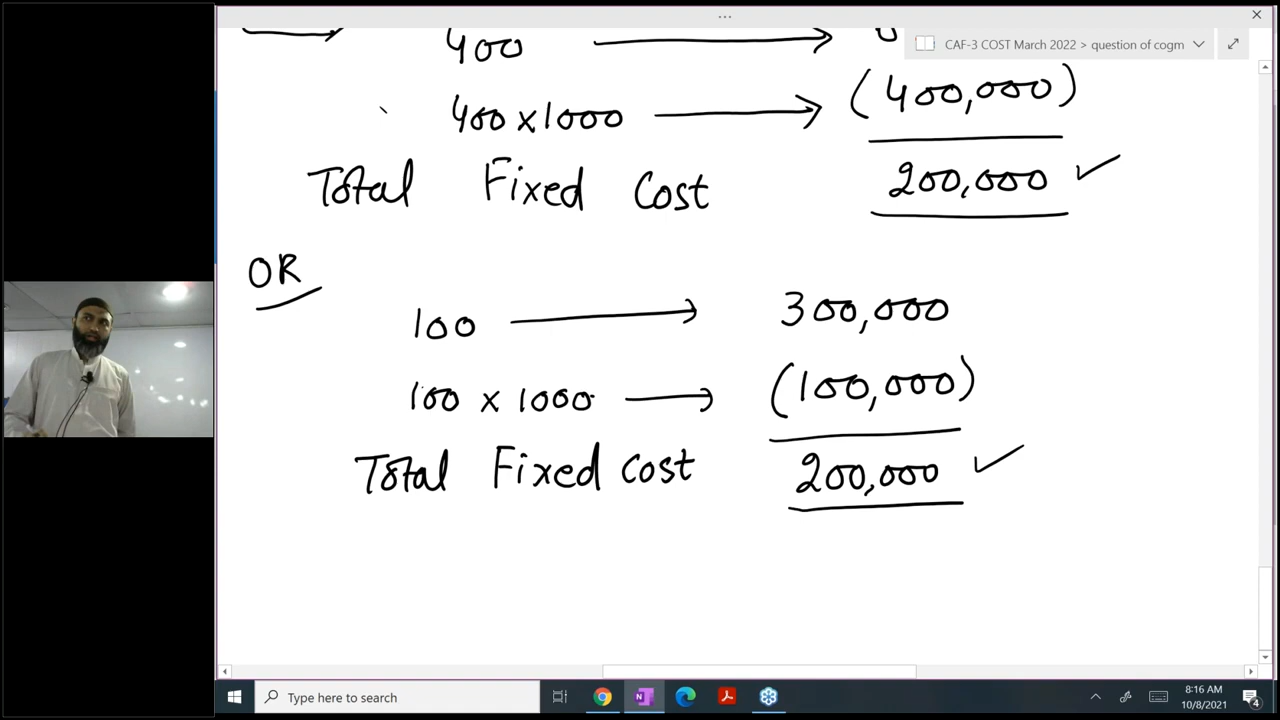 CAF-3 COST March 2022 > question of cogm
400
400 x 1000 (400,000)
Total Fixed Cost 200,000
OR
100 300,000
100 x 1000 (100,000)
Total Fixed Cost 200,000
Type here to search
8:16 AM
10/8/2021
4